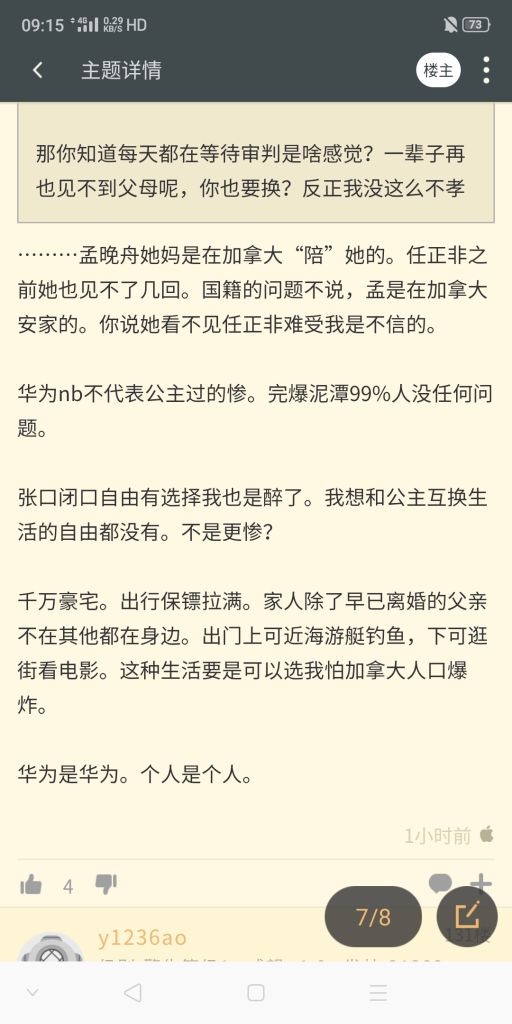 09:15 4G 0.29 KB/S HD 73
主题详情 楼主
那你知道每天都在等待审判是啥感觉？一辈子再
也见不到父母呢，你也要换？反正我没这么不孝
………孟晚舟她妈是在加拿大“陪”她的。任正非之
前她也见不了几回。国籍的问题不说，孟是在加拿大
安家的。你说她看不见任正非难受我是不信的。
华为nb不代表公主过的惨。完爆泥潭99%人没任何问
题。
张口闭口自由有选择我也是醉了。我想和公主互换生
活的自由都没有。不是更惨？
千万豪宅。出行保镖拉满。家人除了早已离婚的父亲
不在其他都在身边。出门上可近海游艇钓鱼，下可逛
街看电影。这种生活要是可以选我怕加拿大人口爆
炸。
华为是华为。个人是个人。
1小时前
4
7/8
y1236ao
131楼